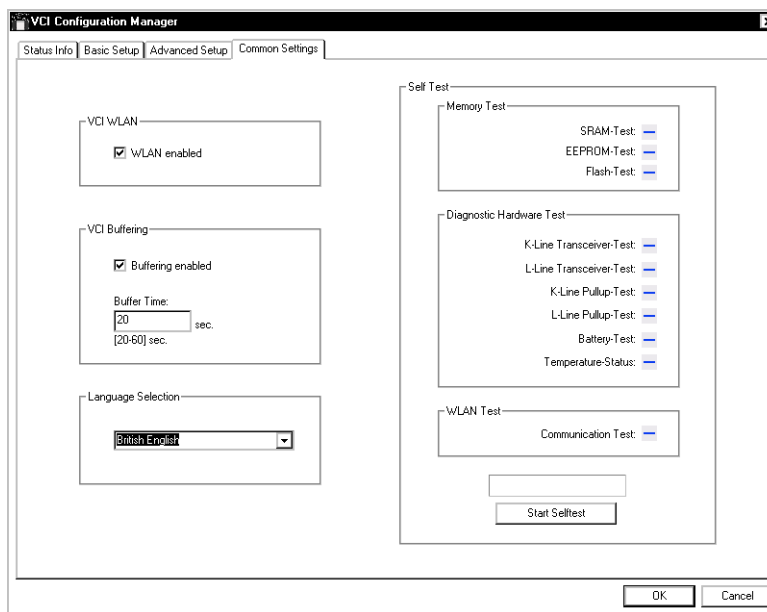 VCI Configuration Manager
Status Info Basic Setup Advanced Setup Common Settings
VCI WLAN
WLAN enabled
VCI Buffering
Buffering enabled
Buffer Time:
20 sec.
[20-60] sec.
Language Selection
British English
Self Test
Memory Test
SRAM-Test:
EEPROM-Test:
Flash-Test:
Diagnostic Hardware Test
K-Line Transceiver-Test:
L-Line Transceiver-Test:
K-Line Pullup-Test:
L-Line Pullup-Test:
Battery-Test:
Temperature-Status:
WLAN Test
Communication Test:
Start Selftest
OK Cancel